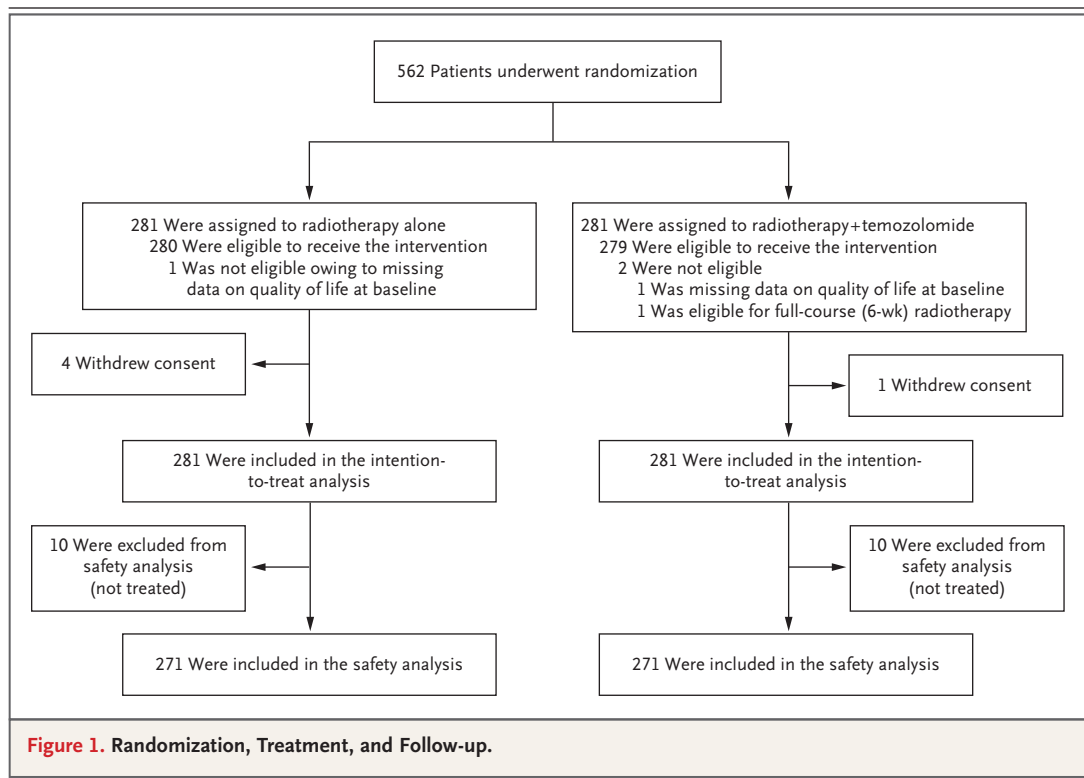 562 Patients underwent randomization
281 Were assigned to radiotherapy alone
280 Were eligible to receive the intervention
1 Was not eligible owing to missing
data on quality of life at baseline
281 Were assigned to radiotherapy+temozolomide
279 Were eligible to receive the intervention
2 Were not eligible
1 Was missing data on quality of life at baseline
1 Was eligible for full-course (6-wk) radiotherapy
4 Withdrew consent
1 Withdrew consent
281 Were included in the intention-
to-treat analysis
281 Were included in the intention-
to-treat analysis
10 Were excluded from
safety analysis
(not treated)
10 Were excluded from
safety analysis
(not treated)
271 Were included in the safety analysis
271 Were included in the safety analysis
Figure 1. Randomization, Treatment, and Follow-up.